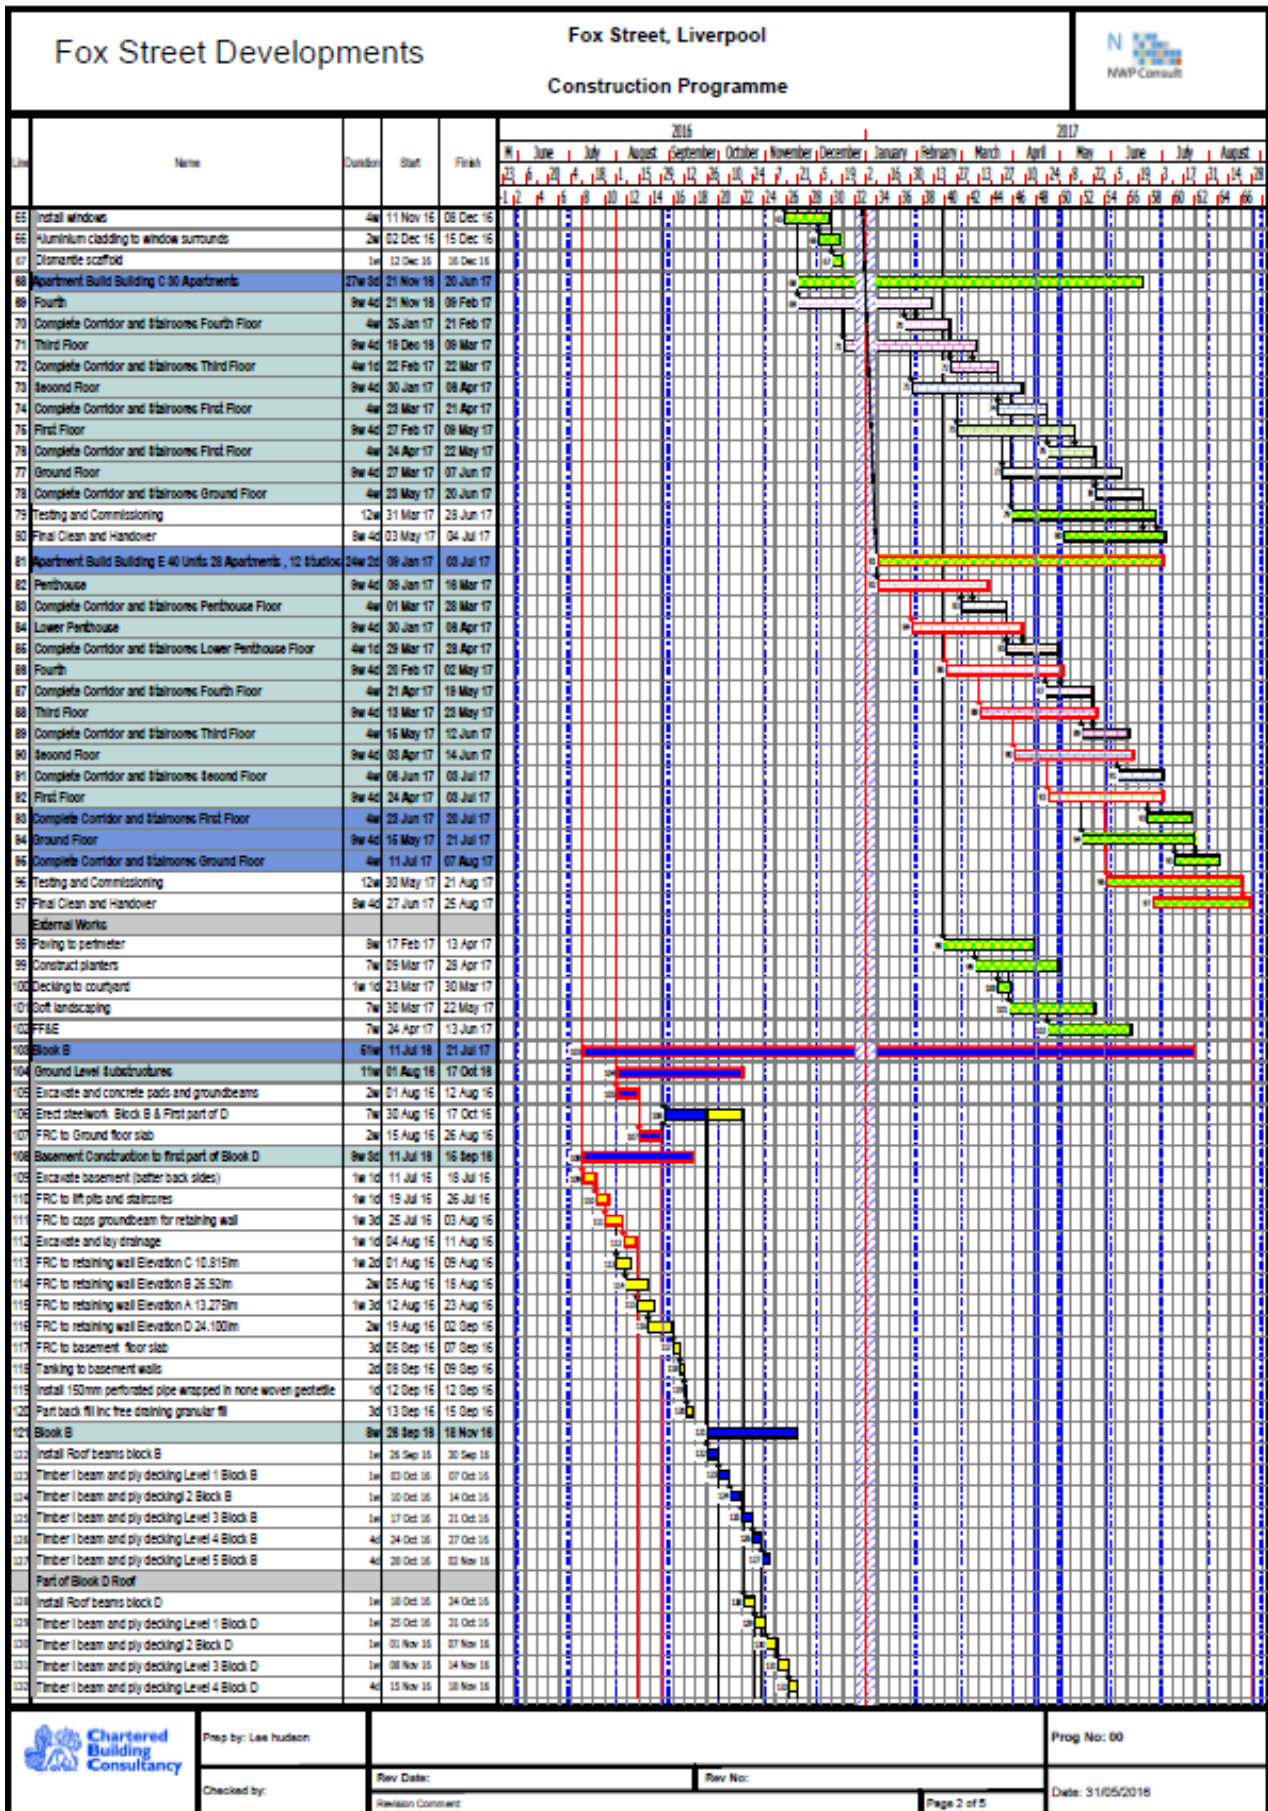 Fox Street Developments
Fox Street, Liverpool
Construction Programme
N
NWP Consult
Line Name Duration Start Finish
2016 2017
M June July August September October November December January February March April May June July August
65 Install windows 4w 11 Nov 16 08 Dec 16
66 Aluminium cladding to window surrounds 2w 02 Dec 16 15 Dec 16
67 Dismantle scaffold 1w 12 Dec 16 16 Dec 16
68 Apartment Build Building C 30 Apartments 27w 3d 21 Nov 16 20 Jun 17
69 Fourth 9w 4d 21 Nov 16 09 Feb 17
70 Complete Corridor and Stairoores Fourth Floor 4w 25 Jan 17 21 Feb 17
71 Third Floor 9w 4d 19 Dec 16 09 Mar 17
72 Complete Corridor and Stairoores Third Floor 4w 1d 22 Feb 17 22 Mar 17
73 Second Floor 9w 4d 30 Jan 17 06 Apr 17
74 Complete Corridor and Stairoores First Floor 4w 23 Mar 17 21 Apr 17
75 First Floor 9w 4d 27 Feb 17 09 May 17
76 Complete Corridor and Stairoores First Floor 4w 24 Apr 17 22 May 17
77 Ground Floor 9w 4d 27 Mar 17 07 Jun 17
78 Complete Corridor and Stairoores Ground Floor 4w 23 May 17 20 Jun 17
79 Testing and Commissioning 12w 31 Mar 17 28 Jun 17
80 Final Clean and Handover 8w 4d 03 May 17 04 Jul 17
81 Apartment Build Building E 40 Units 28 Apartments , 12 Studios 24w 2d 09 Jan 17 03 Jul 17
82 Penthouse 9w 4d 09 Jan 17 16 Mar 17
83 Complete Corridor and Stairoores Penthouse Floor 4w 01 Mar 17 28 Mar 17
84 Lower Penthouse 9w 4d 30 Jan 17 06 Apr 17
85 Complete Corridor and Stairoores Lower Penthouse Floor 4w 1d 29 Mar 17 28 Apr 17
86 Fourth 9w 4d 20 Feb 17 02 May 17
87 Complete Corridor and Stairoores Fourth Floor 4w 21 Apr 17 19 May 17
88 Third Floor 9w 4d 13 Mar 17 23 May 17
89 Complete Corridor and Stairoores Third Floor 4w 15 May 17 12 Jun 17
90 Second Floor 9w 4d 03 Apr 17 14 Jun 17
91 Complete Corridor and Stairoores Second Floor 4w 06 Jun 17 03 Jul 17
92 First Floor 9w 4d 24 Apr 17 03 Jul 17
93 Complete Corridor and Stairoores First Floor 4w 23 Jun 17 20 Jul 17
94 Ground Floor 9w 4d 15 May 17 21 Jul 17
95 Complete Corridor and Stairoores Ground Floor 4w 11 Jul 17 07 Aug 17
96 Testing and Commissioning 12w 30 May 17 21 Aug 17
97 Final Clean and Handover 8w 4d 27 Jun 17 25 Aug 17
External Works
98 Paving to perimeter 8w 17 Feb 17 13 Apr 17
99 Construct planters 7w 09 Mar 17 28 Apr 17
100 Decking to courtyard 1w 1d 23 Mar 17 30 Mar 17
101 Soft landscaping 7w 30 Mar 17 22 May 17
102 FF&E 7w 24 Apr 17 13 Jun 17
103 Block B 51w 11 Jul 16 21 Jul 17
104 Ground Level Substructures 11w 01 Aug 16 17 Oct 16
105 Excavate and concrete pads and groundbeams 2w 01 Aug 16 12 Aug 16
106 Erect steelwork Block B & First part of D 7w 30 Aug 16 17 Oct 16
107 FRC to Ground floor slab 2w 15 Aug 16 26 Aug 16
108 Basement Construction to first part of Block D 9w 3d 11 Jul 16 15 Sep 16
109 Excavate basement (batter back sides) 1w 1d 11 Jul 16 18 Jul 16
110 FRC to lift pits and staircores 1w 1d 19 Jul 16 26 Jul 16
111 FRC to caps groundbeam for retaining wall 1w 3d 25 Jul 16 03 Aug 16
112 Excavate and lay drainage 1w 1d 04 Aug 16 11 Aug 16
113 FRC to retaining wall Elevation C 10.815lm 1w 2d 01 Aug 16 09 Aug 16
114 FRC to retaining wall Elevation B 26.52lm 2w 05 Aug 16 18 Aug 16
115 FRC to retaining wall Elevation A 13.275lm 1w 3d 12 Aug 16 23 Aug 16
116 FRC to retaining wall Elevation D 24.100lm 2w 19 Aug 16 02 Sep 16
117 FRC to basement floor slab 3d 05 Sep 16 07 Sep 16
118 Tanking to basement walls 2d 08 Sep 16 09 Sep 16
119 Install 150mm perforated pipe wrapped in none woven geotetile 1d 12 Sep 16 12 Sep 16
120 Part back fill inc free draining granular fill 3d 13 Sep 16 15 Sep 16
121 Block B 8w 26 Sep 16 18 Nov 16
122 Install Roof beams block B 1w 26 Sep 16 30 Sep 16
123 Timber I beam and ply decking Level 1 Block B 1w 03 Oct 16 07 Oct 16
124 Timber I beam and ply deckingl 2 Block B 1w 10 Oct 16 14 Oct 16
125 Timber I beam and ply decking Level 3 Block B 1w 17 Oct 16 21 Oct 16
126 Timber I beam and ply decking Level 4 Block B 4d 24 Oct 16 27 Oct 16
127 Timber I beam and ply decking Level 5 Block B 4d 28 Oct 16 02 Nov 16
Part of Block D Roof
128 Install Roof beams block D 1w 18 Oct 16 24 Oct 16
129 Timber I beam and ply decking Level 1 Block D 1w 25 Oct 16 31 Oct 16
130 Timber I beam and ply deckingl 2 Block D 1w 01 Nov 16 07 Nov 16
131 Timber I beam and ply decking Level 3 Block D 1w 08 Nov 16 14 Nov 16
132 Timber I beam and ply decking Level 4 Block D 4d 15 Nov 16 18 Nov 16
Chartered
Building
Consultancy
Prep by: Lee hudson
Checked by:
Rev Date: Rev No:
Revision Comment:
Page 2 of 5
Prog No: 00
Date: 31/05/2016